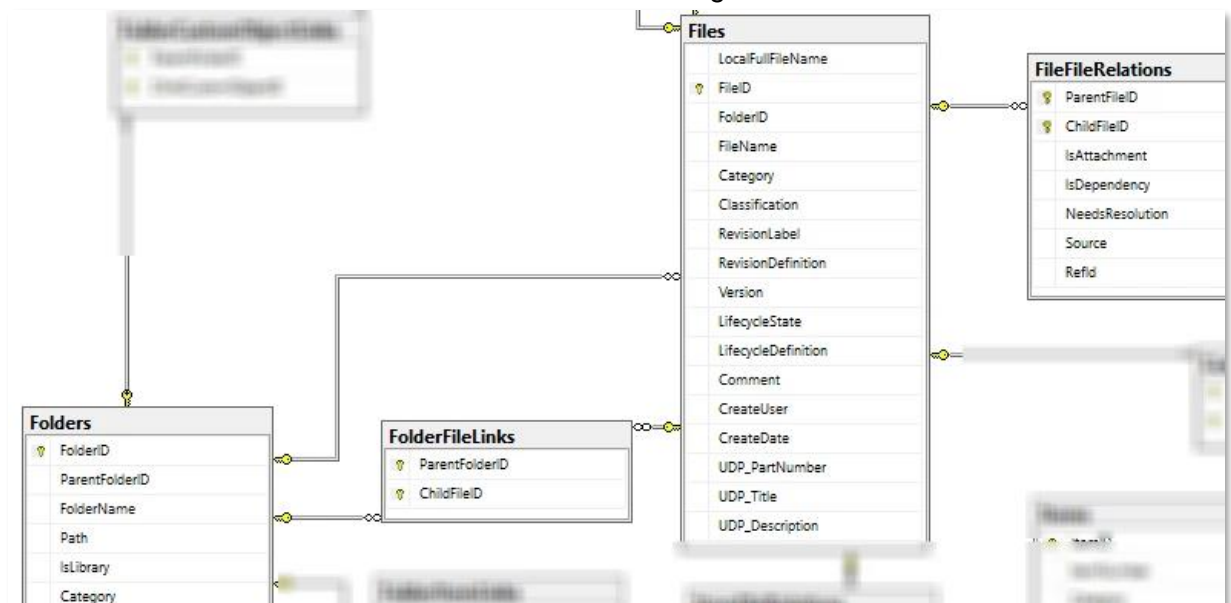 Files
LocalFullFileName
FileID
FolderID
FileName
Category
Classification
RevisionLabel
RevisionDefinition
Version
LifecycleState
LifecycleDefinition
Comment
CreateUser
CreateDate
UDP_PartNumber
UDP_Title
UDP_Description
FileFileRelations
ParentFileID
ChildFileID
IsAttachment
IsDependency
NeedsResolution
Source
RefId
Folders
FolderID
ParentFolderID
FolderName
Path
IsLibrary
Category
FolderFileLinks
ParentFolderID
ChildFileID